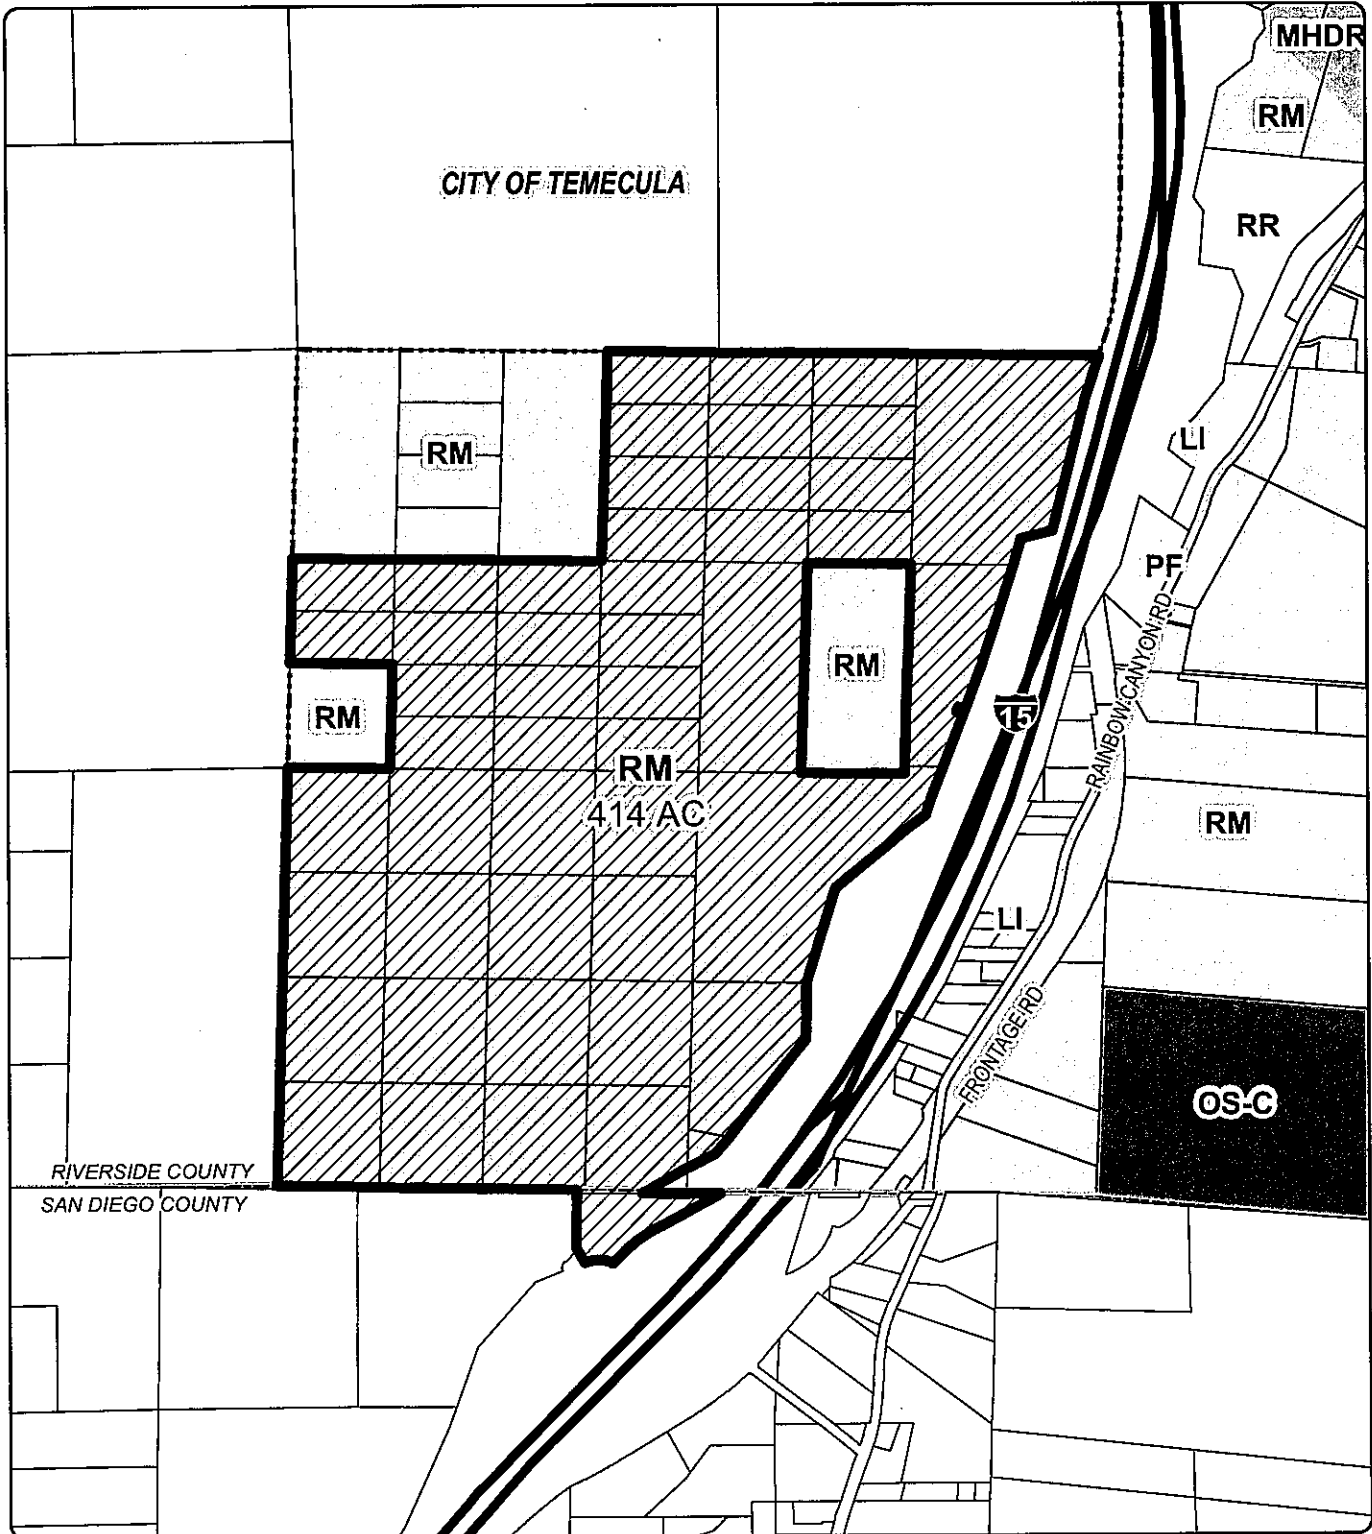 MHDR
RM
CITY OF TEMECULA
RR
LI
RM
PF
RM
RM
15
RAINBOW CANYON RD
RM
414 AC
RM
LI
FRONTAGE RD
OS-C
RIVERSIDE COUNTY
SAN DIEGO COUNTY